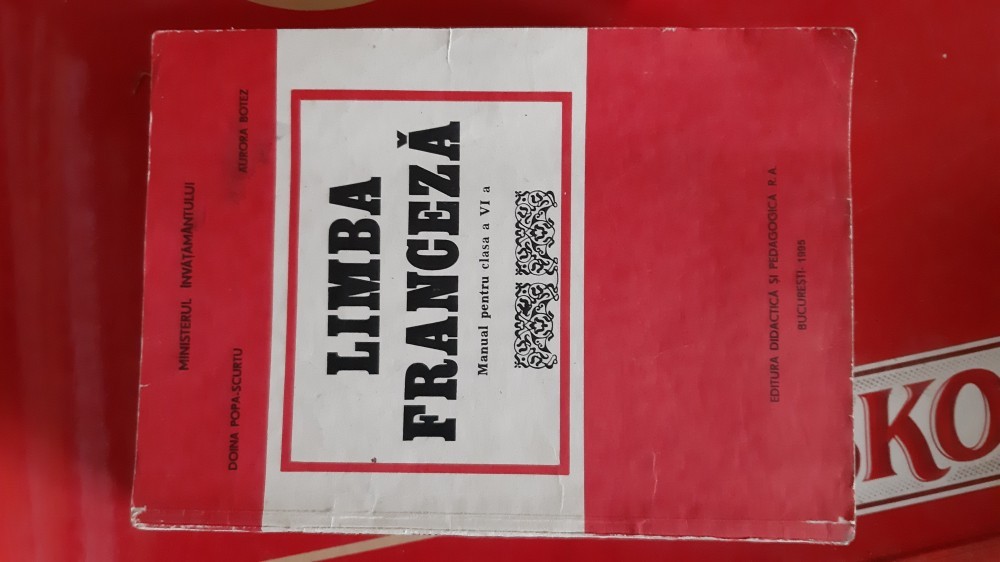 MINISTERUL ÎNVĂȚĂMÂNTULUI
DOINA POPA-SCURTU AURORA BOTEZ
LIMBA
FRANCEZĂ
Manual pentru clasa a VI a
EDITURA DIDACTICĂ ȘI PEDAGOGICĂ R.A.
BUCUREȘTI-1995
SKO